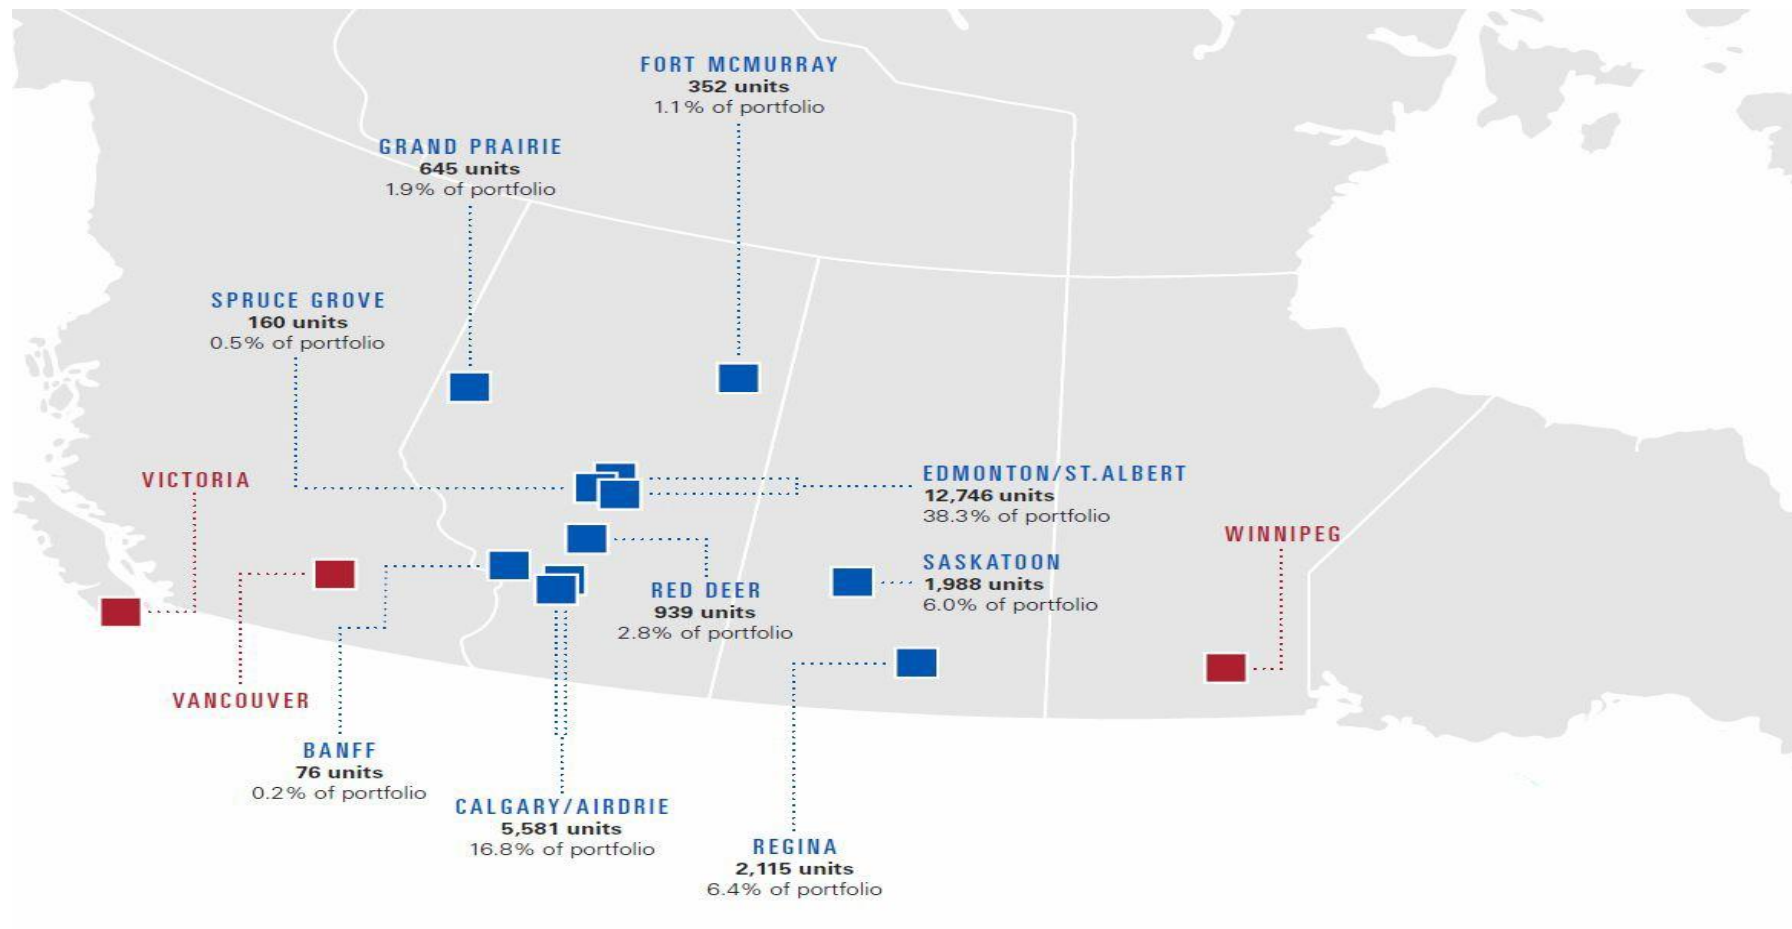 FORT MCMURRAY
352 units
1.1% of portfolio
GRAND PRAIRIE
645 units
1.9% of portfolio
SPRUCE GROVE
160 units
0.5% of portfolio
VICTORIA
EDMONTON/ST.ALBERT
12,746 units
38.3% of portfolio
WINNIPEG
SASKATOON
1,988 units
6.0% of portfolio
RED DEER
939 units
2.8% of portfolio
VANCOUVER
BANFF
76 units
0.2% of portfolio
CALGARY/AIRDRIE
5,581 units
16.8% of portfolio
REGINA
2,115 units
6.4% of portfolio